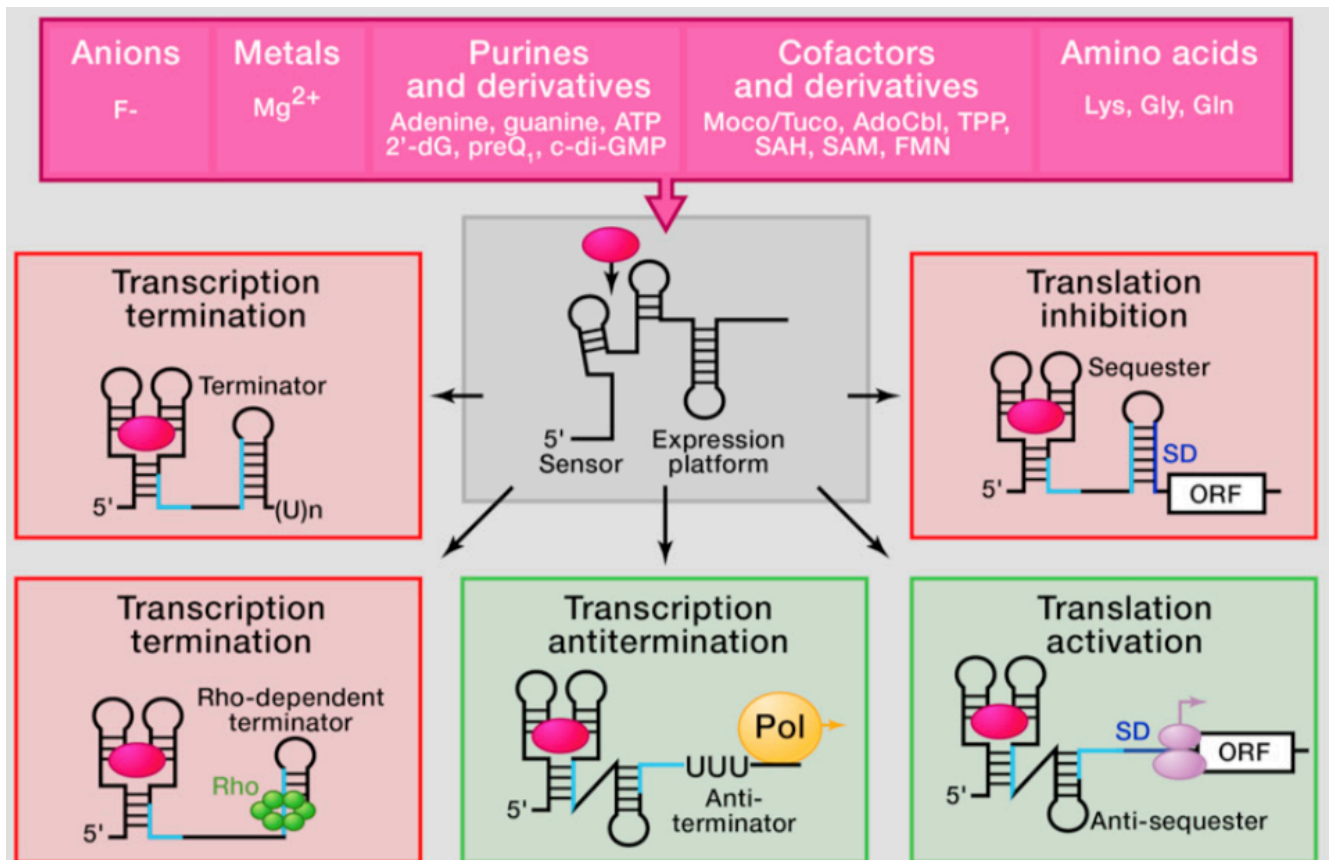 Anions
F-
Metals
Mg2+
Purines
and derivatives
Adenine, guanine, ATP
2'-dG, preQ1, c-di-GMP
Cofactors
and derivatives
Moco/Tuco, AdoCbl, TPP,
SAH, SAM, FMN
Amino acids
Lys, Gly, Gln
Transcription
termination
Terminator
5'
(U)n
5'
Sensor
Expression
platform
Translation
inhibition
Sequester
SD
5'
ORF
Transcription
termination
Rho-dependent
terminator
Rho
5'
Transcription
antitermination
Pol
UUU
5'
Anti-
terminator
Translation
activation
SD
ORF
5'
Anti-sequester